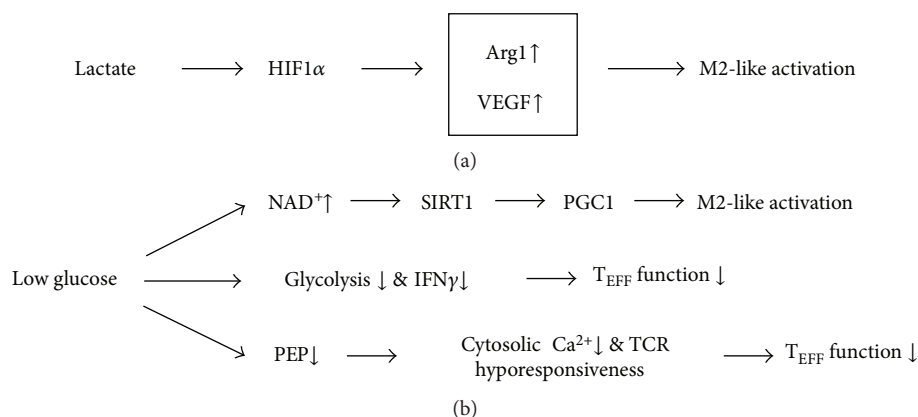 Lactate → HIF1α → Arg1↑ → M2-like activation
VEGF↑
(a)
NAD⁺↑ → SIRT1 → PGC1 → M2-like activation
Low glucose → Glycolysis ↓ & IFNγ↓ → T_EFF function ↓
PEP↓ → Cytosolic Ca²⁺↓ & TCR → T_EFF function ↓
hyporesponsiveness
(b)